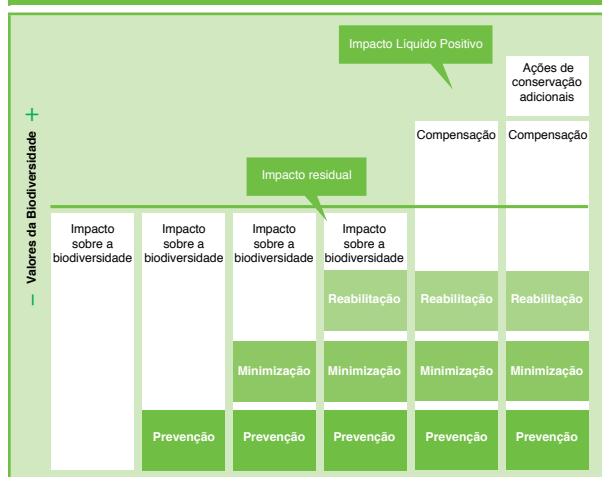 Impacto Líquido Positivo
Ações de
conservação
adicionais
Compensação
Compensação
+
Valores da Biodiversidade
−
Impacto residual
Impacto
sobre a
biodiversidade
Impacto
sobre a
biodiversidade
Impacto
sobre a
biodiversidade
Impacto
sobre a
biodiversidade
Reabilitação
Reabilitação
Reabilitação
Minimização
Minimização
Minimização
Minimização
Prevenção
Prevenção
Prevenção
Prevenção
Prevenção